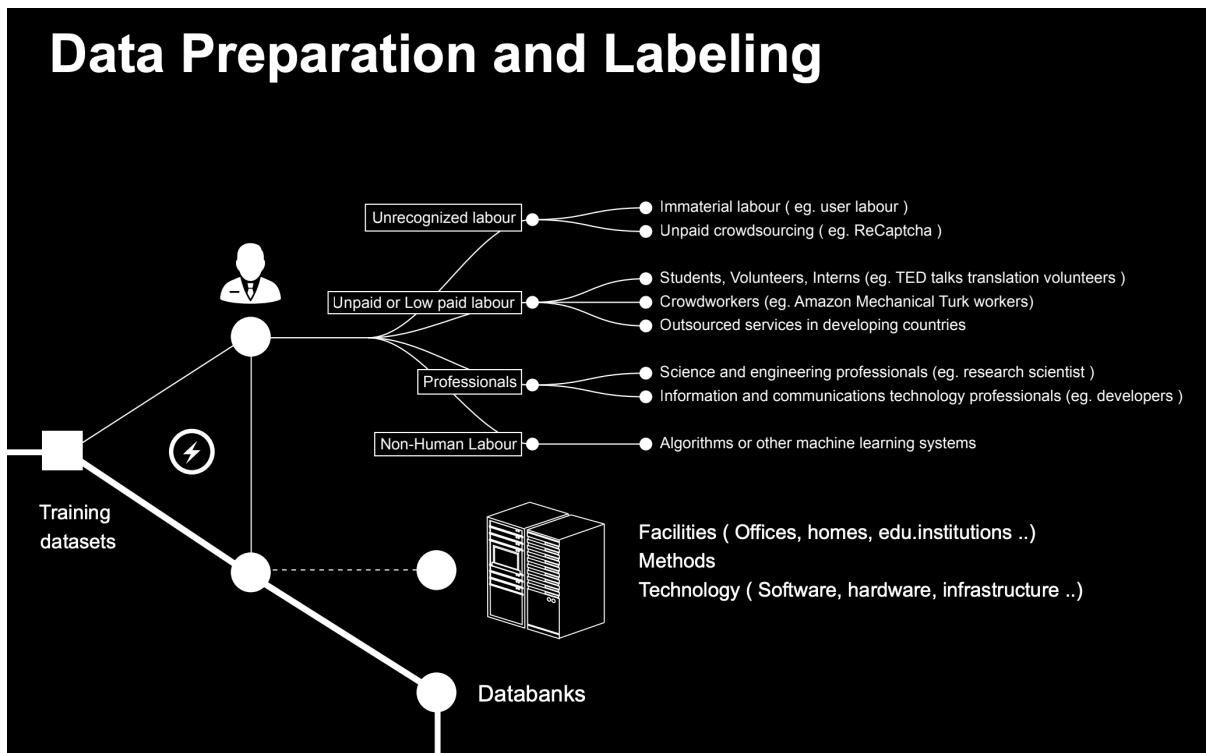 Data Preparation and Labeling
Unrecognized labour
Immaterial labour ( eg. user labour )
Unpaid crowdsourcing ( eg. ReCaptcha )
Unpaid or Low paid labour
Students, Volunteers, Interns (eg. TED talks translation volunteers )
Crowdworkers (eg. Amazon Mechanical Turk workers)
Outsourced services in developing countries
Professionals
Science and engineering professionals (eg. research scientist )
Information and communications technology professionals (eg. developers )
Non-Human Labour
Algorithms or other machine learning systems
Training
datasets
Facilities ( Offices, homes, edu.institutions ..)
Methods
Technology ( Software, hardware, infrastructure ..)
Databanks